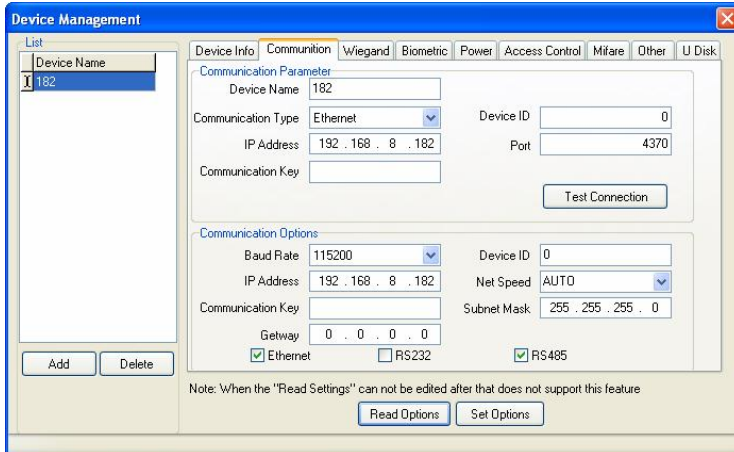 Device Management
List
Device Name
182
Add Delete
Device Info Communition Wiegand Biometric Power Access Control Mifare Other U Disk
Communication Parameter
Device Name 182
Communication Type Ethernet Device ID 0
IP Address 192 . 168 . 8 . 182 Port 4370
Communication Key
Test Connection
Communication Options
Baud Rate 115200 Device ID 0
IP Address 192 . 168 . 8 . 182 Net Speed AUTO
Communication Key Subnet Mask 255 . 255 . 255 . 0
Getway 0 . 0 . 0 . 0
Ethernet RS232 RS485
Note: When the "Read Settings" can not be edited after that does not support this feature
Read Options Set Options